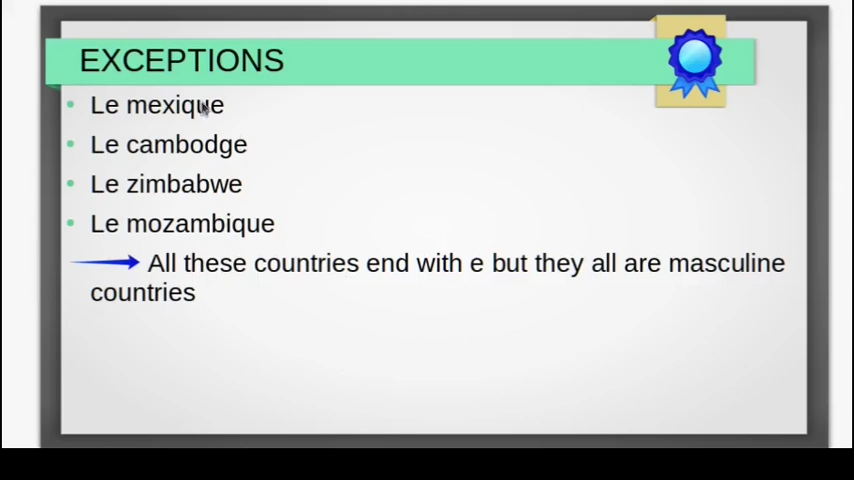 EXCEPTIONS
Le mexique
Le cambodge
Le zimbabwe
Le mozambique
All these countries end with e but they all are masculine
countries